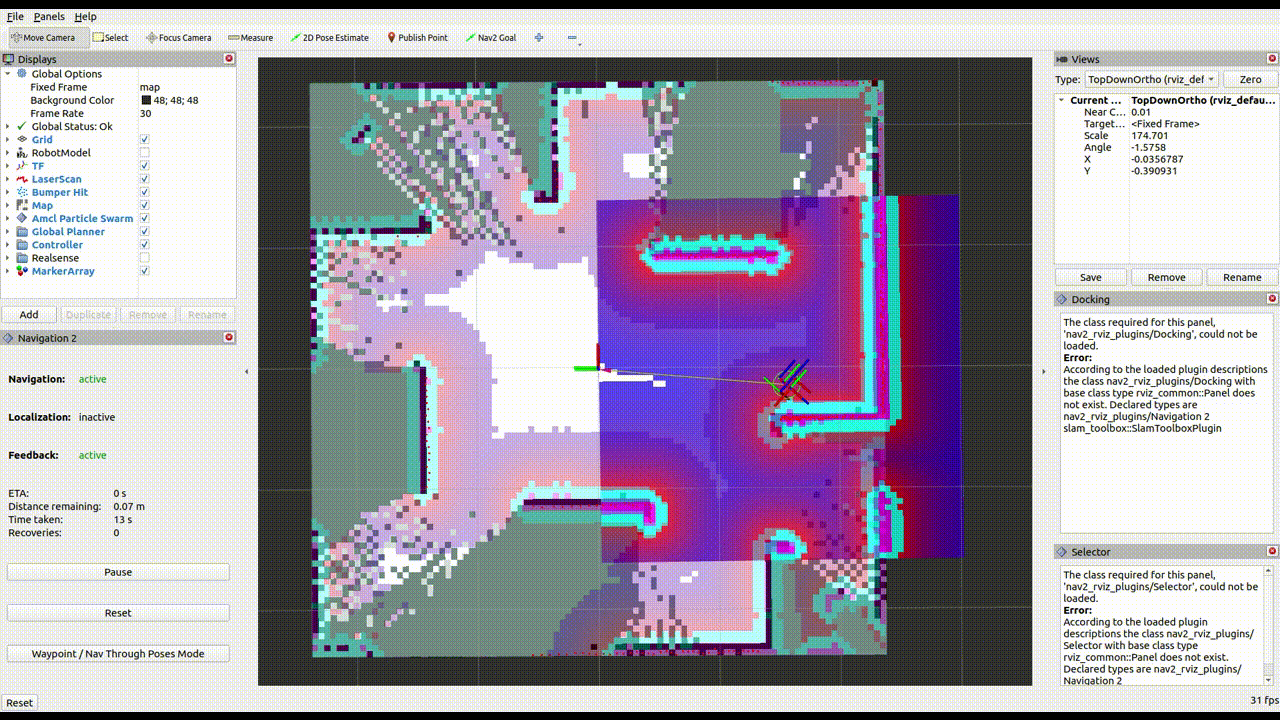 File Panels Help
Move Camera Select Focus Camera Measure 2D Pose Estimate Publish Point Nav2 Goal
Displays
Global Options
Fixed Frame map
Background Color 48; 48; 48
Frame Rate 30
Global Status: Ok
Grid
RobotModel
TF
LaserScan
Bumper Hit
Map
Amcl Particle Swarm
Global Planner
Controller
Realsense
MarkerArray
Add Duplicate Remove Rename
Navigation 2
Navigation: active
Localization: inactive
Feedback: active
ETA: 0 s
Distance remaining: 0.07 m
Time taken: 13 s
Recoveries: 0
Pause
Reset
Waypoint / Nav Through Poses Mode
Reset
Views
Type: TopDownOrtho (rviz_def Zero
Current ... TopDownOrtho (rviz_defau...
Near C... 0.01
Target... <Fixed Frame>
Scale 174.701
Angle -1.5758
X -0.0356787
Y -0.390931
Save Remove Rename
Docking
The class required for this panel,
'nav2_rviz_plugins/Docking', could not be
loaded.
Error:
According to the loaded plugin descriptions
the class nav2_rviz_plugins/Docking with
base class type rviz_common::Panel does
not exist. Declared types are
nav2_rviz_plugins/Navigation 2
slam_toolbox::SlamToolboxPlugin
Selector
The class required for this panel,
'nav2_rviz_plugins/Selector', could not be
loaded.
Error:
According to the loaded plugin
descriptions the class nav2_rviz_plugins/
Selector with base class type
rviz_common::Panel does not exist.
Declared types are nav2_rviz_plugins/
Navigation 2
31 fps